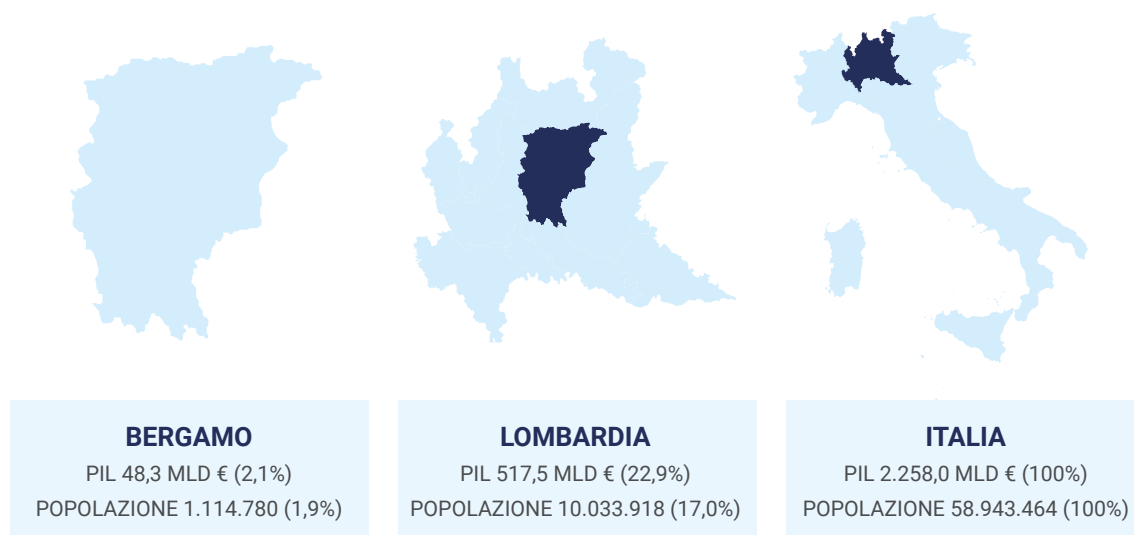 BERGAMO
PIL 48,3 MLD € (2,1%)
POPOLAZIONE 1.114.780 (1,9%)
LOMBARDIA
PIL 517,5 MLD € (22,9%)
POPOLAZIONE 10.033.918 (17,0%)
ITALIA
PIL 2.258,0 MLD € (100%)
POPOLAZIONE 58.943.464 (100%)